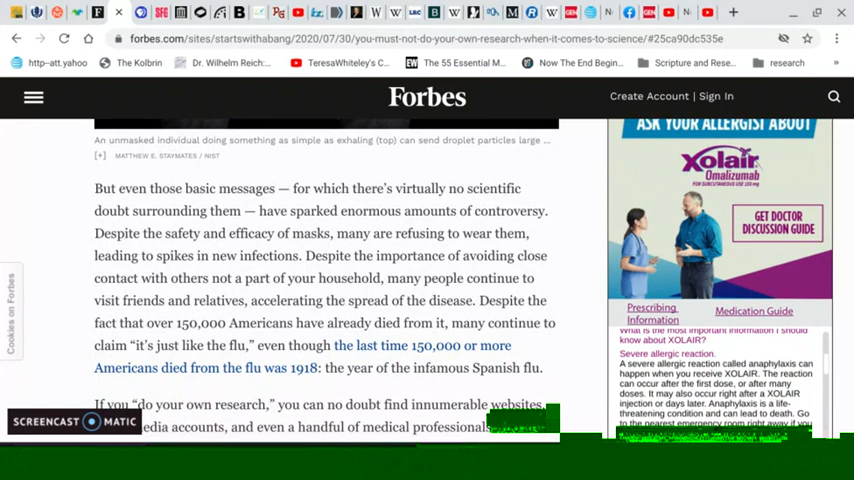 forbes.com/sites/startswithabang/2020/07/30/you-must-not-do-your-own-research-when-it-comes-to-science/#25ca90dc535e
http--att.yahoo
The Kolbrin
Dr. Wilhelm Reich:...
TeresaWhiteley's C...
The 55 Essential M...
Now The End Begin...
Scripture and Rese...
research
Forbes
Create Account | Sign In
An unmasked individual doing something as simple as exhaling (top) can send droplet particles large ...
[+] MATTHEW E. STAYMATES / NIST
But even those basic messages — for which there's virtually no scientific
doubt surrounding them — have sparked enormous amounts of controversy.
Despite the safety and efficacy of masks, many are refusing to wear them,
leading to spikes in new infections. Despite the importance of avoiding close
contact with others not a part of your household, many people continue to
visit friends and relatives, accelerating the spread of the disease. Despite the
fact that over 150,000 Americans have already died from it, many continue to
claim “it's just like the flu,” even though the last time 150,000 or more
Americans died from the flu was 1918: the year of the infamous Spanish flu.
If you “do your own research,” you can no doubt find innumerable websites,
accounts, and even a handful of medical professionals
Cookies on Forbes
SCREENCAST MATIC
ASK YOUR ALLERGIST ABOUT
Xolair
Omalizumab
FOR SUBCUTANEOUS USE 150 mg
GET DOCTOR
DISCUSSION GUIDE
Prescribing
Information
Medication Guide
What is the most important information I should
know about XOLAIR?
Severe allergic reaction.
A severe allergic reaction called anaphylaxis can
happen when you receive XOLAIR. The reaction
can occur after the first dose, or after many
doses. It may also occur right after a XOLAIR
injection or days later. Anaphylaxis is a life-
threatening condition and can lead to death. Go
to the nearest emergency room right away if you